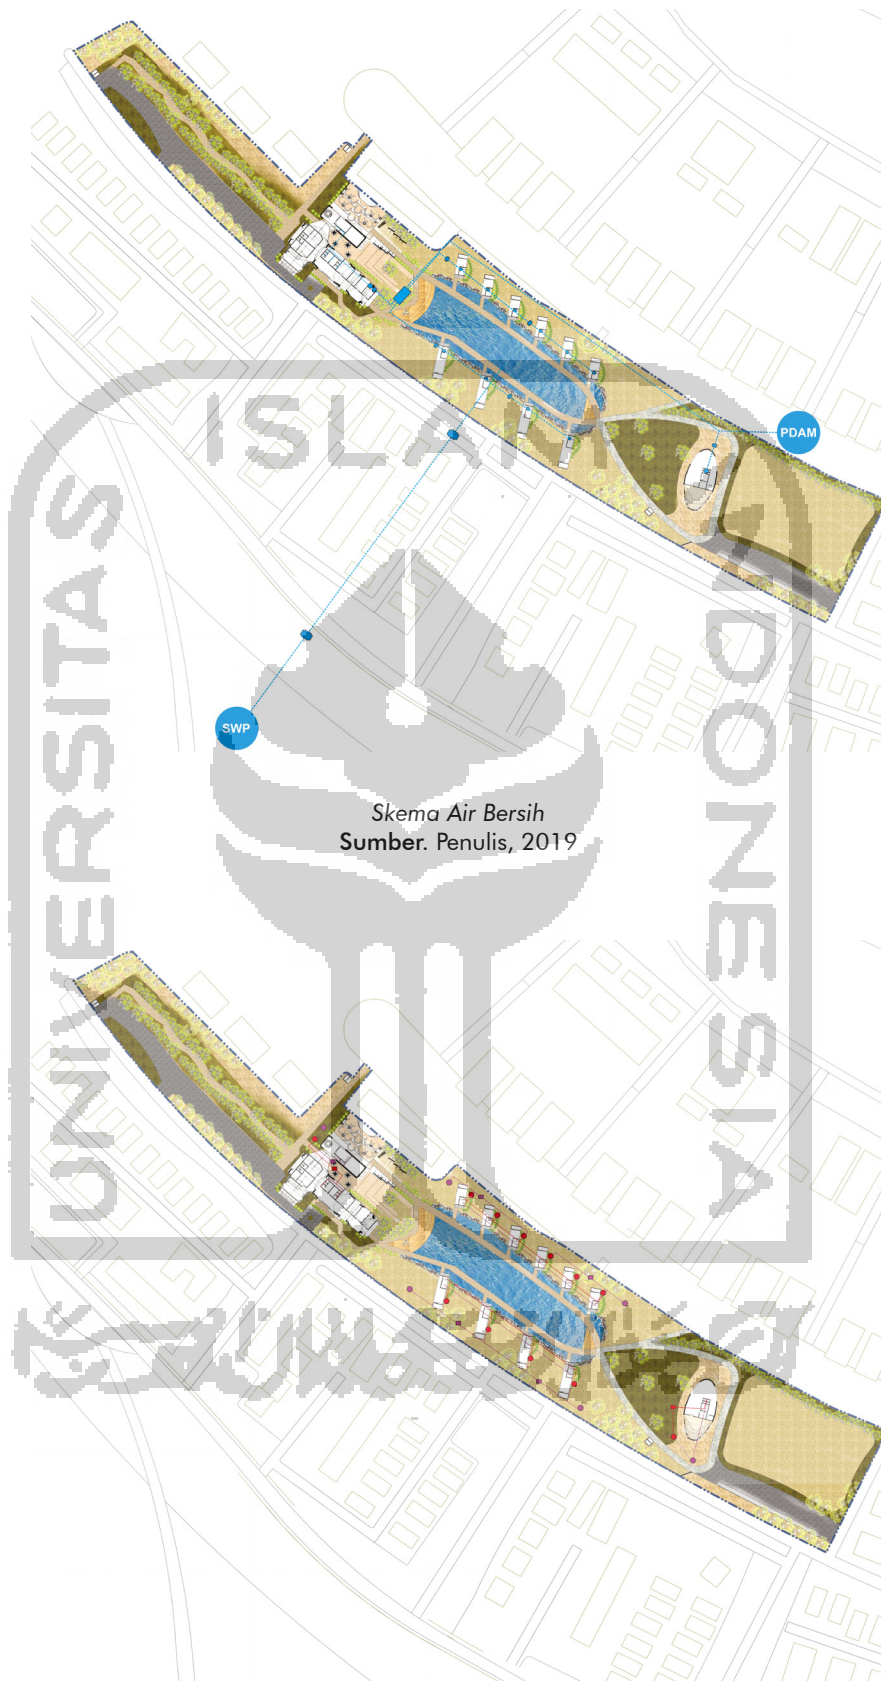 ISLAM
PDAM
UNIVERSITAS
INDONESIA
SWP
Skema Air Bersih
Sumber. Penulis, 2019